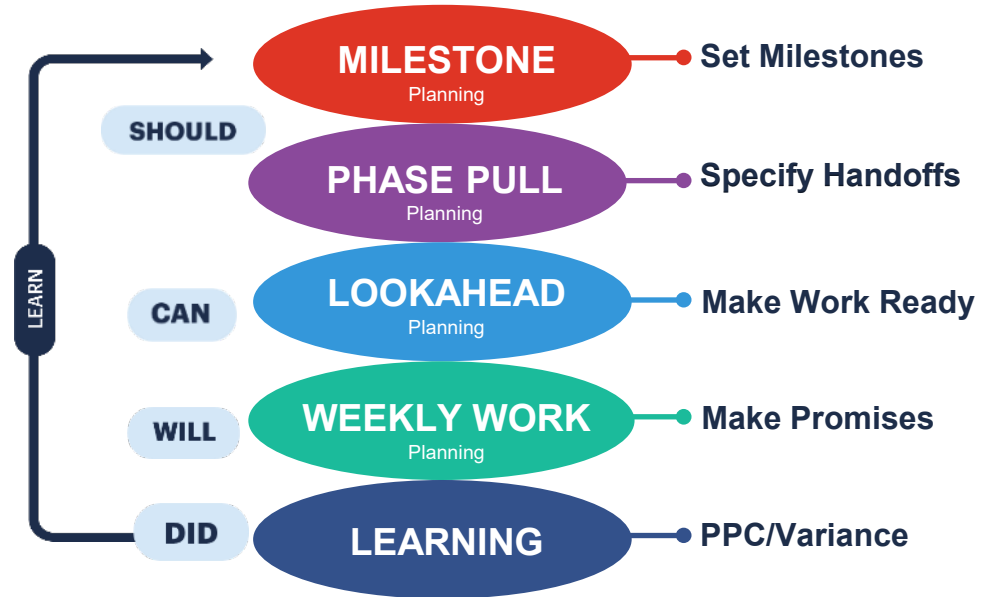 MILESTONE
Planning
Set Milestones
SHOULD
PHASE PULL
Planning
Specify Handoffs
LEARN
LOOKAHEAD
Planning
CAN
Make Work Ready
WEEKLY WORK
Planning
WILL
Make Promises
DID
LEARNING
PPC/Variance